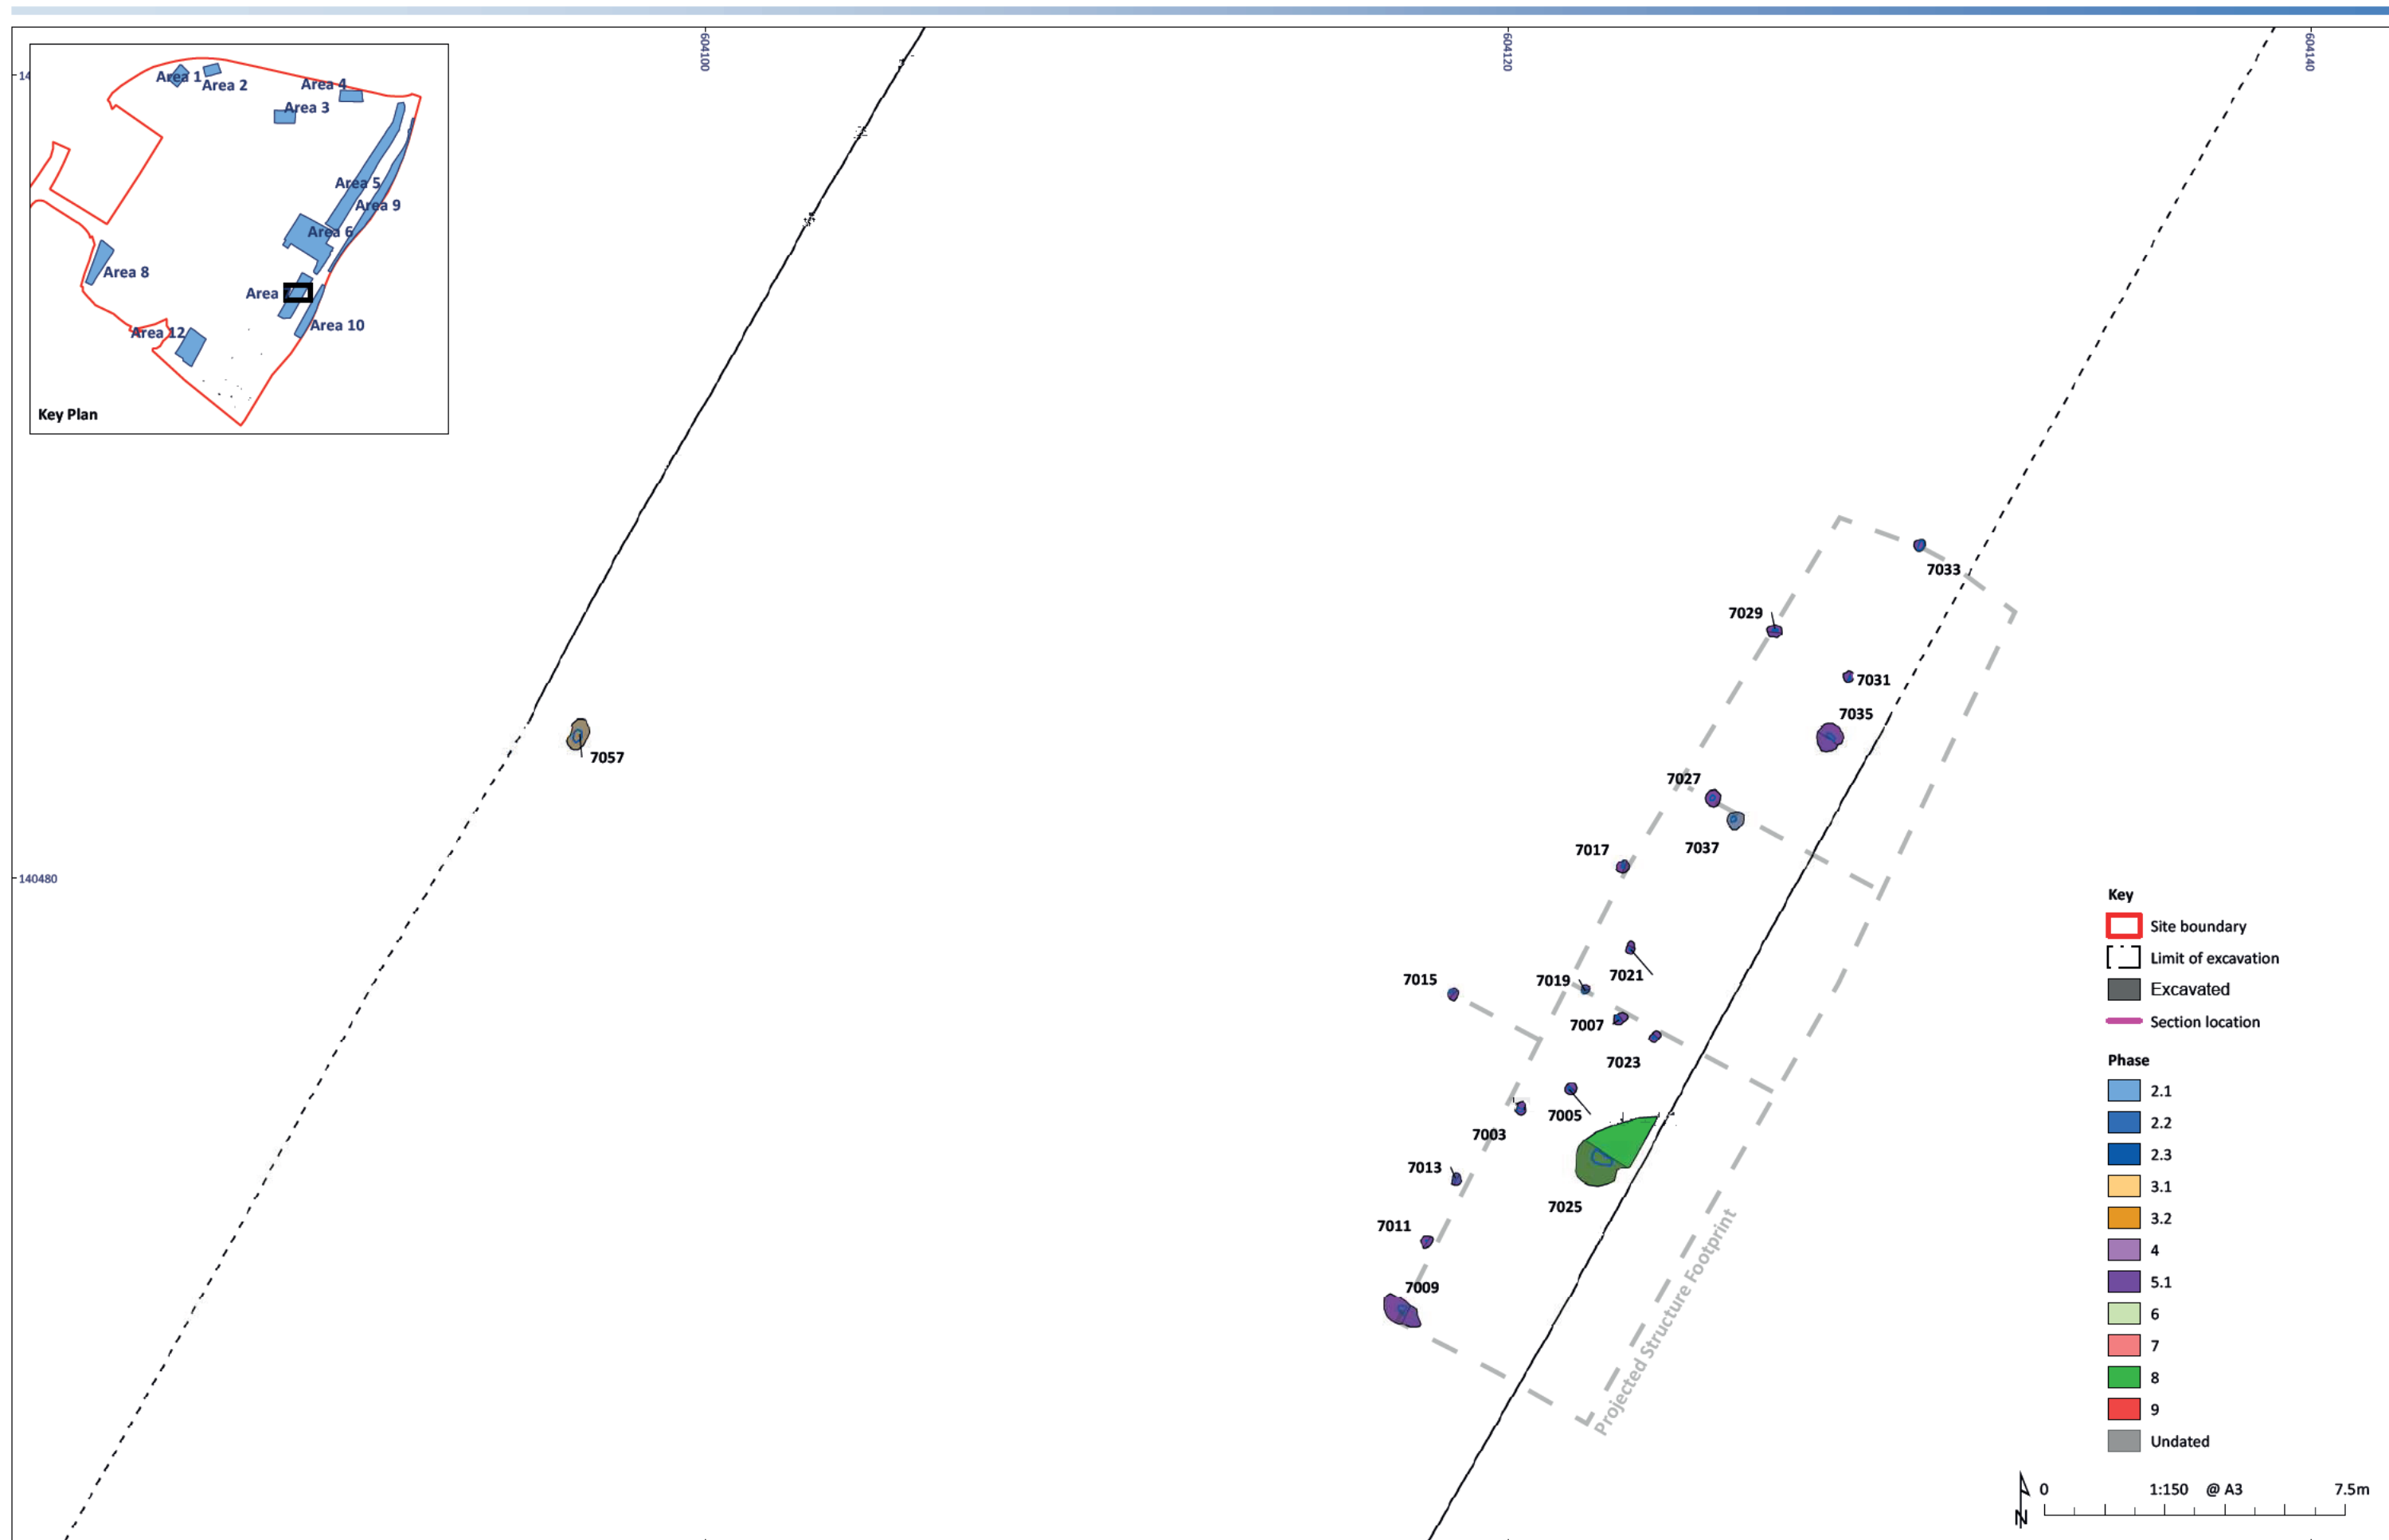 604100
604120
604140
14
Area 1
Area 2
Area 4
Area 3
Area 5
Area 9
Area 6
Area 8
Area
Area 10
Area 12
Key Plan
7033
7029
7031
7035
7057
7027
7037
7017
140480
7021
7015
7019
7007
7023
7005
7003
7013
7025
7011
7009
Projected Structure Footprint
Key
Site boundary
Limit of excavation
Excavated
Section location
Phase
2.1
2.2
2.3
3.1
3.2
4
5.1
6
7
8
9
Undated
N
0 1:150 @ A3 7.5m